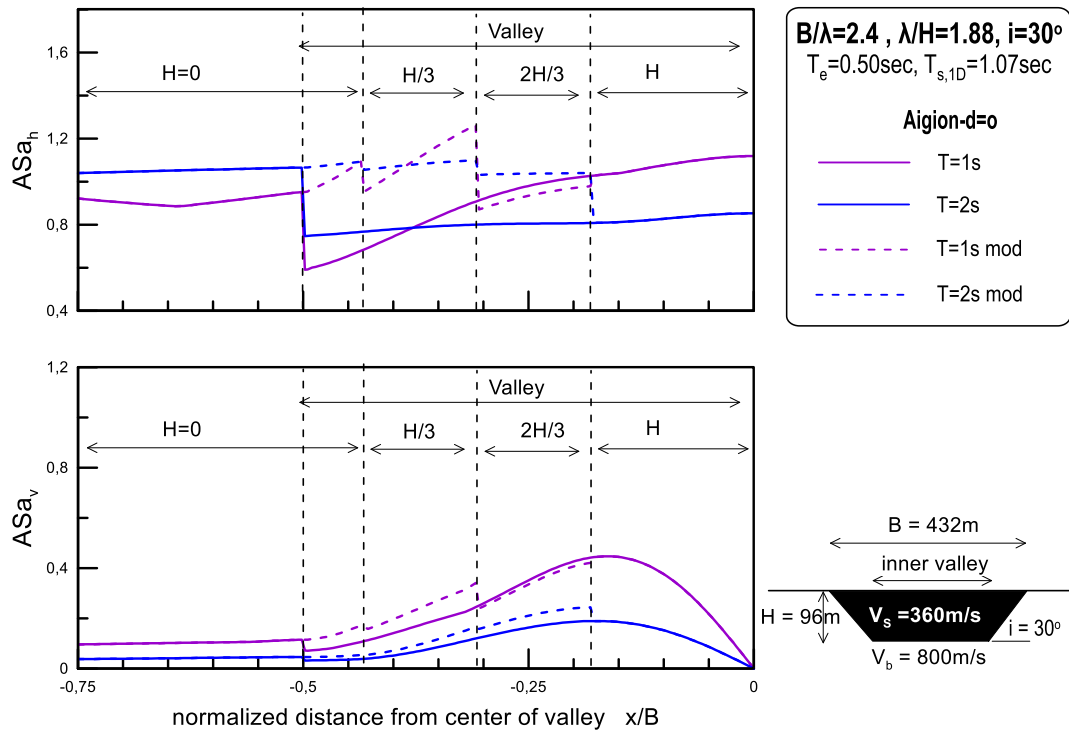 Valley
H=0
H/3
2H/3
H
1,6
1,2
0,8
0,4
ASaₕ
B/λ=2.4 , λ/H=1.88, i=30º
Tₑ=0.50sec, Tₛ,₁D=1.07sec
Aigion-d=o
T=1s
T=2s
T=1s mod
T=2s mod
Valley
H=0
H/3
2H/3
H
1,2
0,8
0,4
0
ASaᵥ
-0,75
-0,5
-0,25
0
normalized distance from center of valley x/B
B = 432m
inner valley
H = 96m
Vₛ =360m/s
i = 30º
V_b = 800m/s